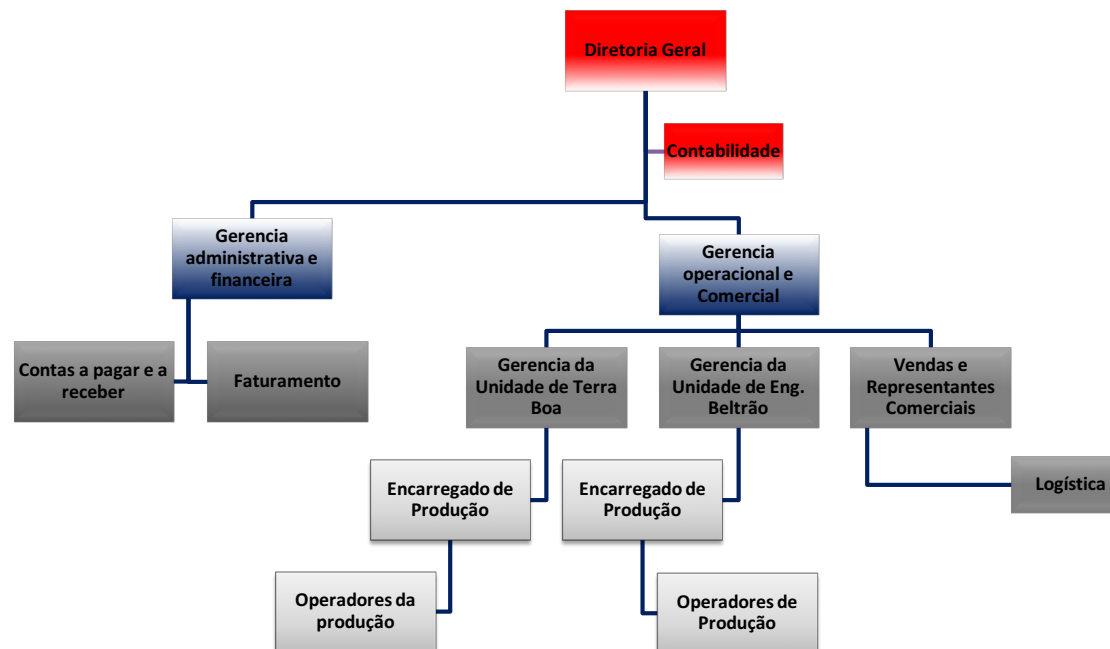 Diretoria Geral
Contabilidade
Gerencia
administrativa e
financeira
Gerencia
operacional e
Comercial
Contas a pagar e a
receber
Faturamento
Gerencia da
Unidade de Terra
Boa
Gerencia da
Unidade de Eng.
Beltrão
Vendas e
Representantes
Comerciais
Logística
Encarregado de
Produção
Encarregado de
Produção
Operadores da
produção
Operadores de
Produção